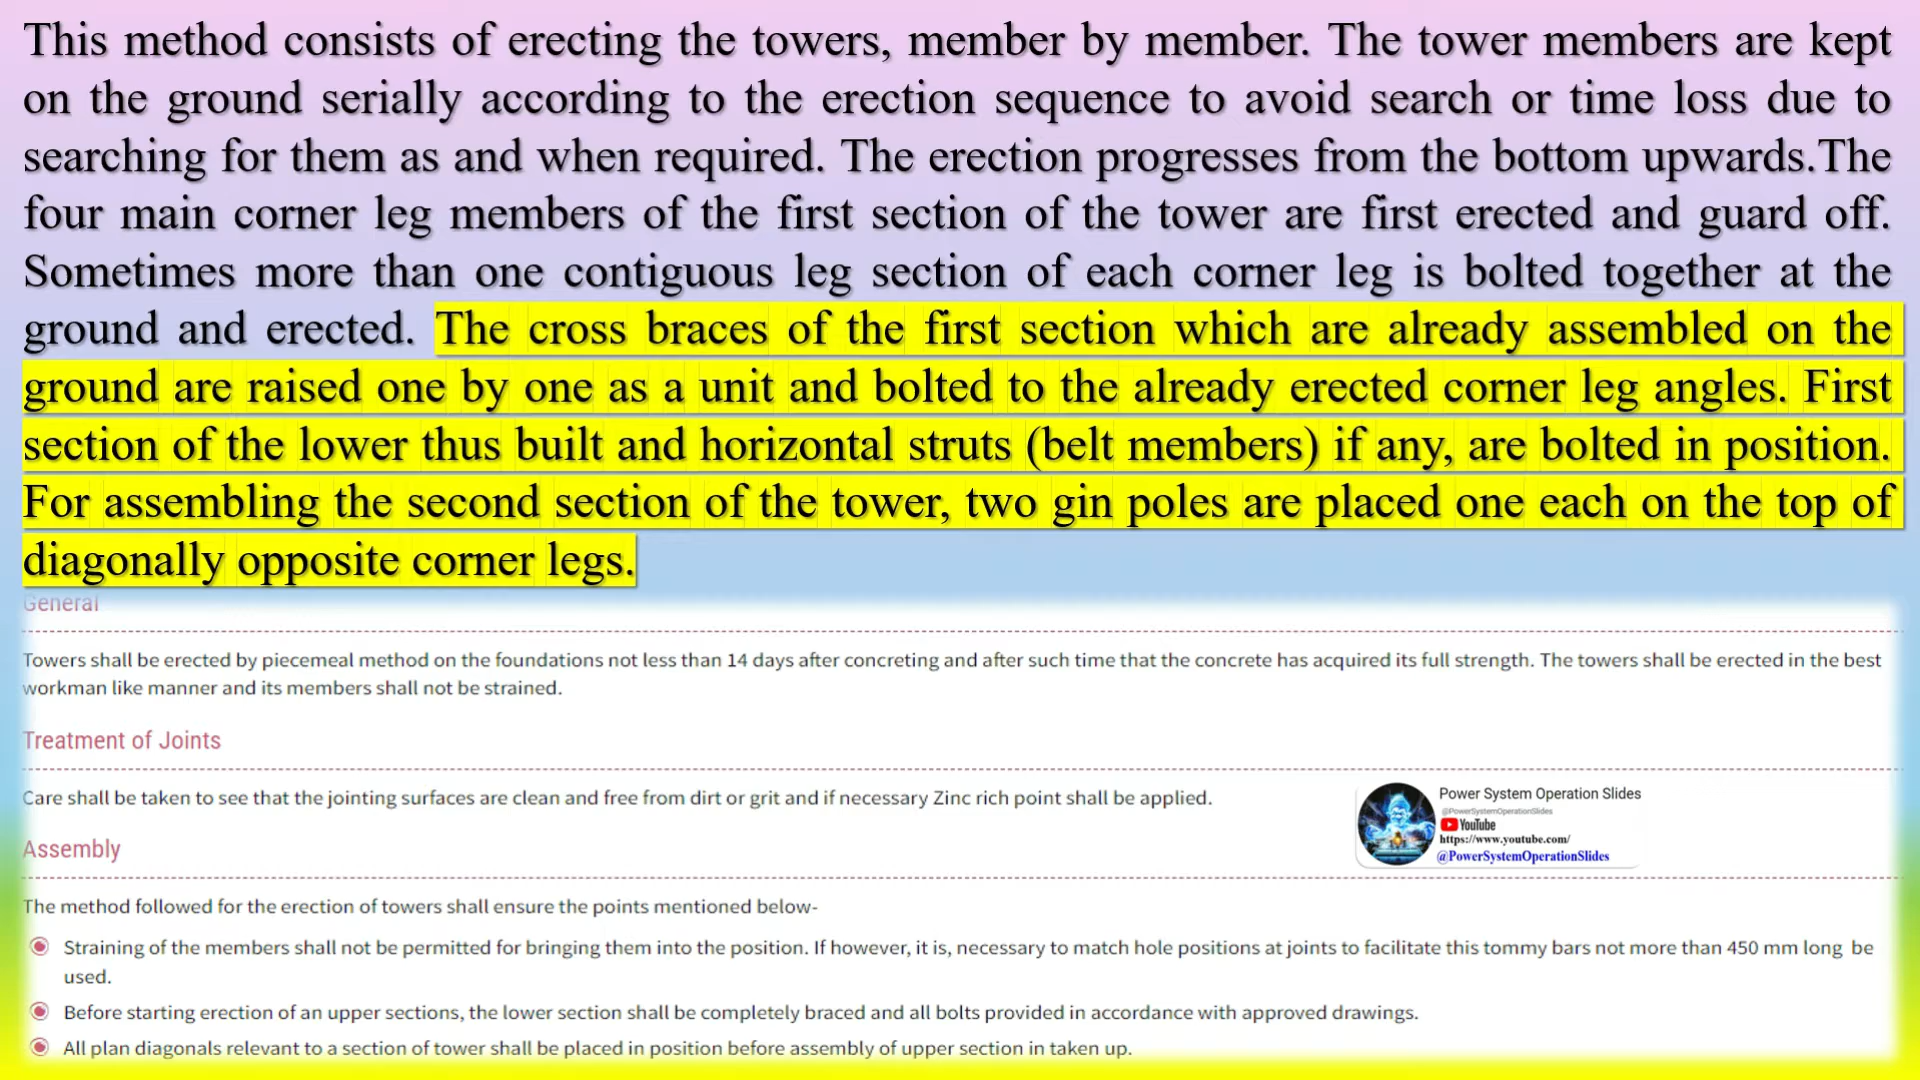 This method consists of erecting the towers, member by member. The tower members are kept
on the ground serially according to the erection sequence to avoid search or time loss due to
searching for them as and when required. The erection progresses from the bottom upwards.The
four main corner leg members of the first section of the tower are first erected and guard off.
Sometimes more than one contiguous leg section of each corner leg is bolted together at the
ground and erected. The cross braces of the first section which are already assembled on the
ground are raised one by one as a unit and bolted to the already erected corner leg angles. First
section of the lower thus built and horizontal struts (belt members) if any, are bolted in position.
For assembling the second section of the tower, two gin poles are placed one each on the top of
diagonally opposite corner legs.
General
Towers shall be erected by piecemeal method on the foundations not less than 14 days after concreting and after such time that the concrete has acquired its full strength. The towers shall be erected in the best
workman like manner and its members shall not be strained.
Treatment of Joints
Care shall be taken to see that the jointing surfaces are clean and free from dirt or grit and if necessary Zinc rich point shall be applied.
Power System Operation Slides
@PowerSystemOperationSlides
YouTube
https://www.youtube.com/
@PowerSystemOperationSlides
Assembly
The method followed for the erection of towers shall ensure the points mentioned below-
Straining of the members shall not be permitted for bringing them into the position. If however, it is, necessary to match hole positions at joints to facilitate this tommy bars not more than 450 mm long be
used.
Before starting erection of an upper sections, the lower section shall be completely braced and all bolts provided in accordance with approved drawings.
All plan diagonals relevant to a section of tower shall be placed in position before assembly of upper section in taken up.